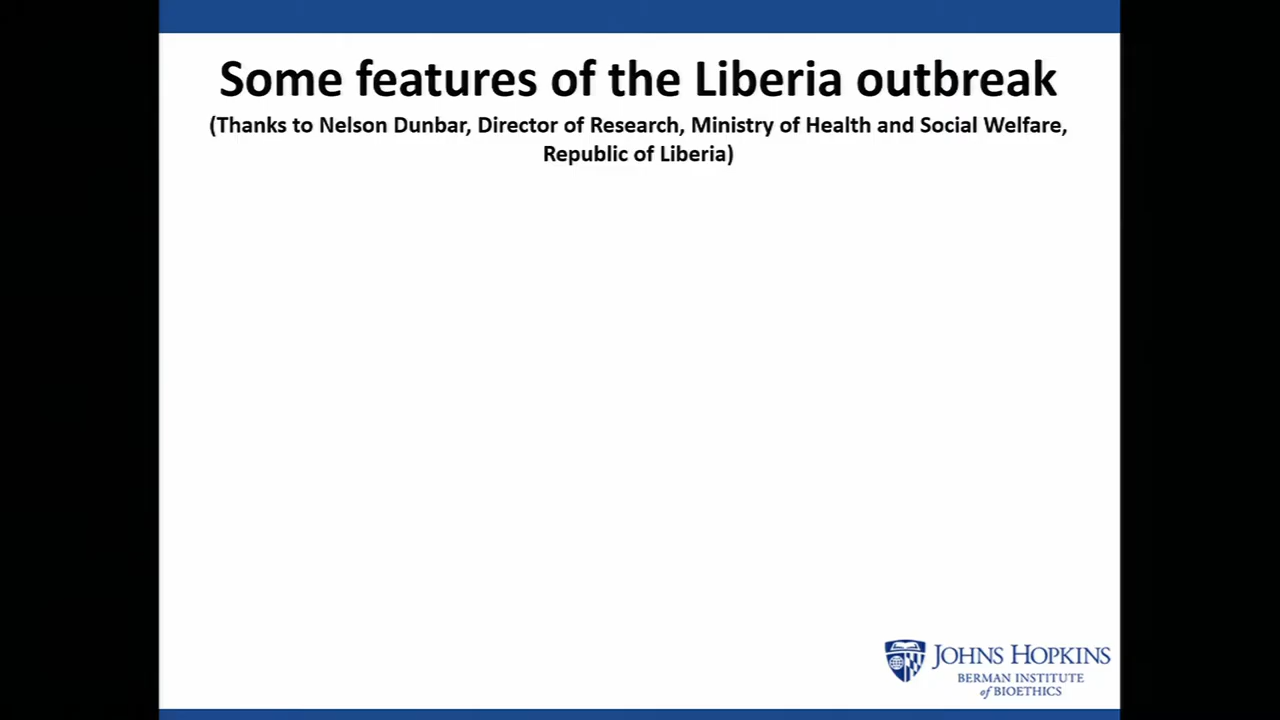 Some features of the Liberia outbreak
(Thanks to Nelson Dunbar, Director of Research, Ministry of Health and Social Welfare,
Republic of Liberia)
JOHNS HOPKINS
BERMAN INSTITUTE
of BIOETHICS